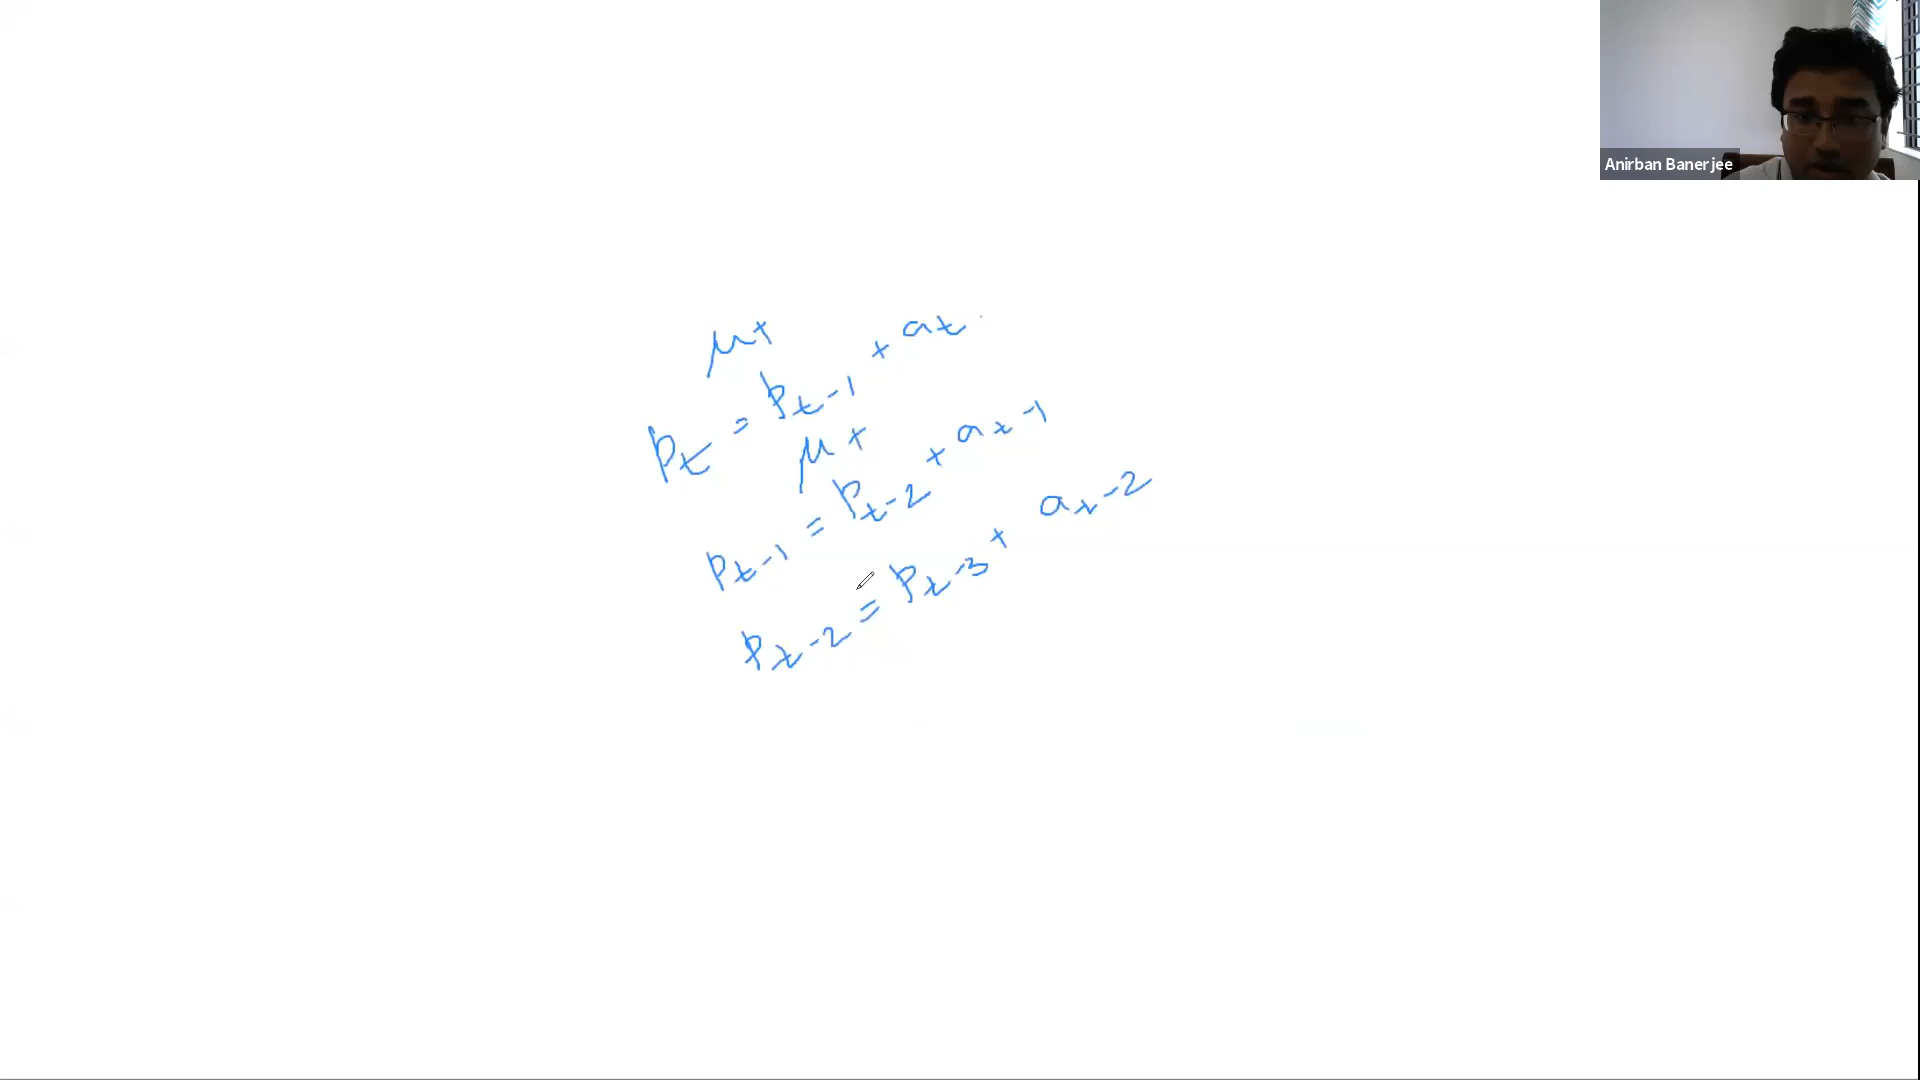 Anirban Banerjee
μ+
p_t = p_{t-1} + a_t
μ+
p_{t-1} = p_{t-2} + a_{t-1}
p_{t-2} = p_{t-3} + a_{t-2}